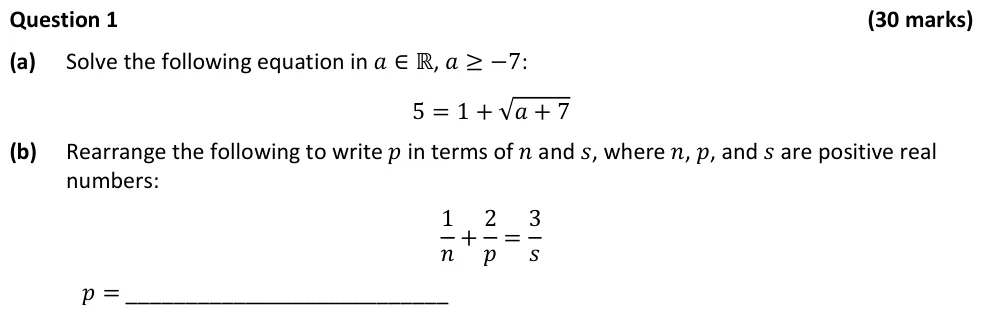 Question 1 (30 marks)
(a) Solve the following equation in 𝑎 ∈ ℝ, 𝑎 ≥ −7:
5 = 1 + √(𝑎 + 7)
(b) Rearrange the following to write 𝑝 in terms of 𝑛 and 𝑠, where 𝑛, 𝑝, and 𝑠 are positive real
numbers:
1/𝑛 + 2/𝑝 = 3/𝑠
𝑝 = ______________________________